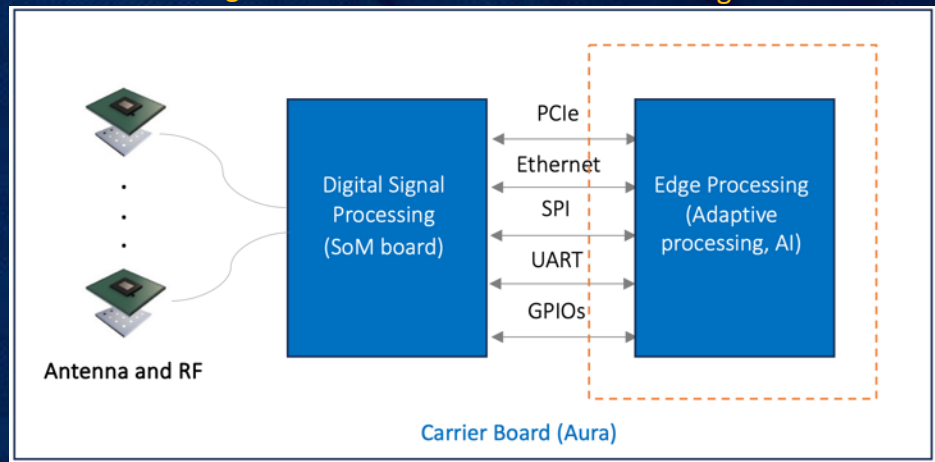 Antenna and RF
Digital Signal
Processing
(SoM board)
PCIe
Ethernet
SPI
UART
GPIOs
Edge Processing
(Adaptive
processing, AI)
Carrier Board (Aura)